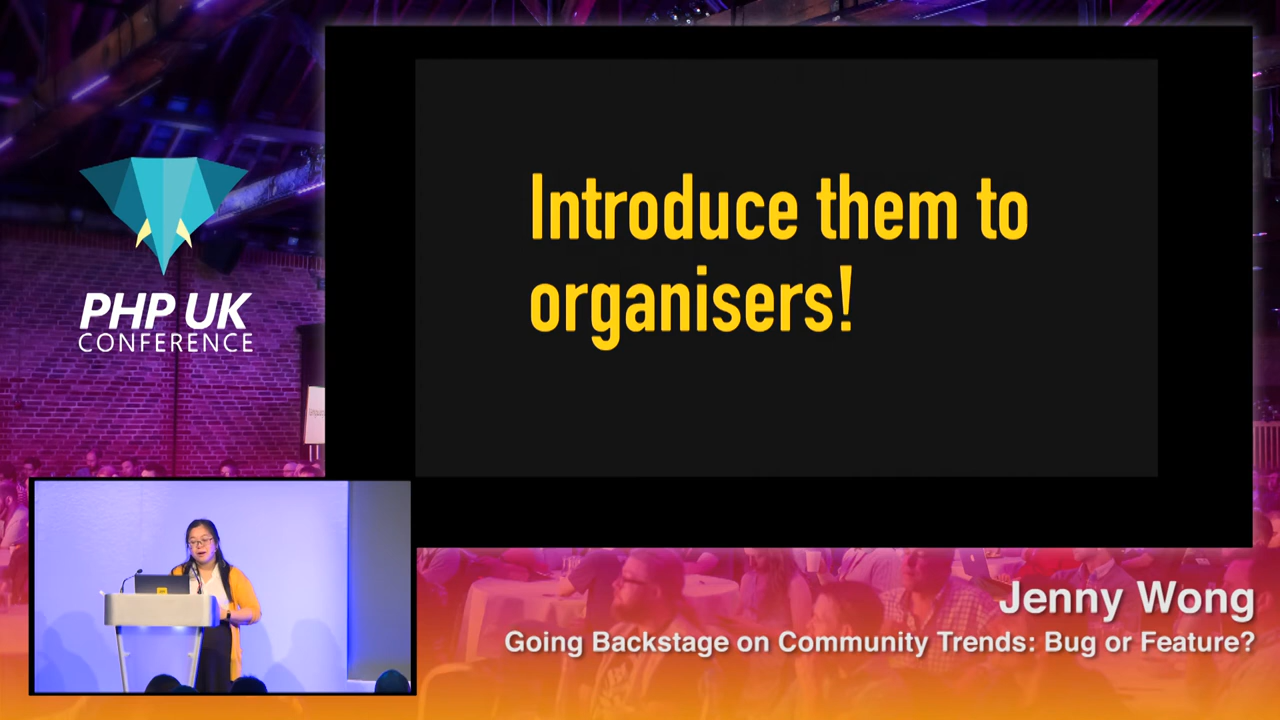 Introduce them to
organisers!
PHP UK
CONFERENCE
Jenny Wong
Going Backstage on Community Trends: Bug or Feature?